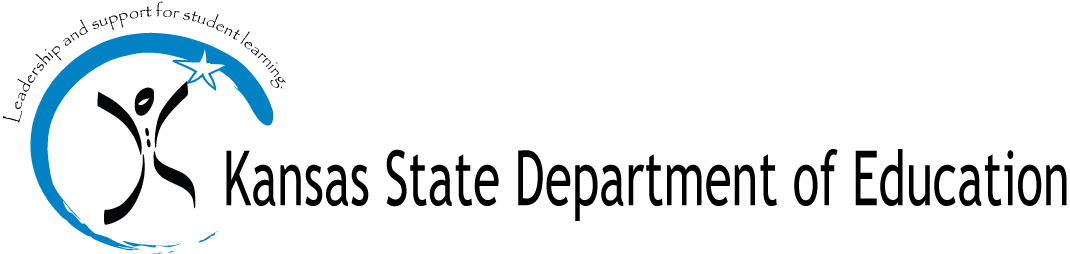 Leadership and support for student learning.
Kansas State Department of Education